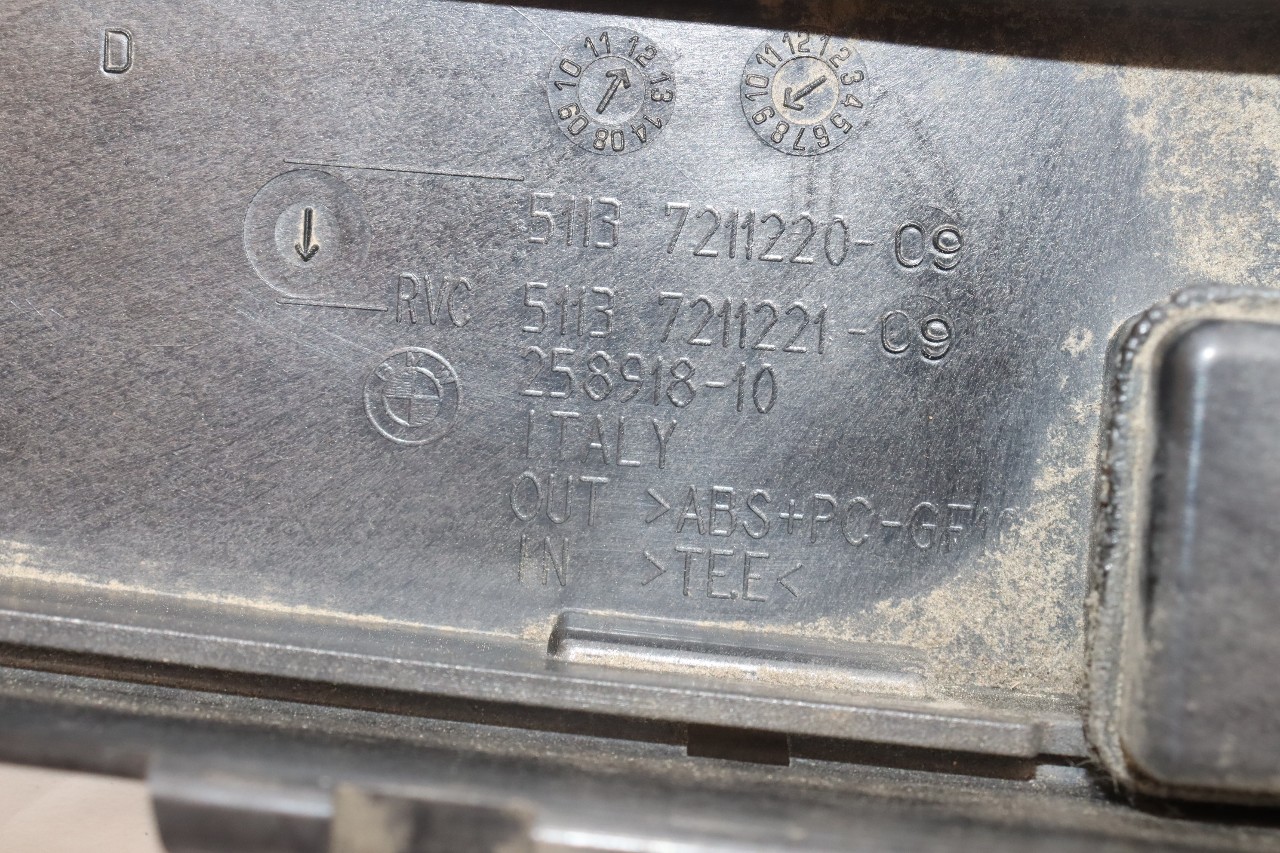 D
08 09 10 11 12 13 14
1 2 3 4 5 6 7 8 9 10 11 12
5113 7211220-09
RVC 5113 7211221-09
258918-10
ITALY
OUT >ABS+PC-GF
IN >TEE<